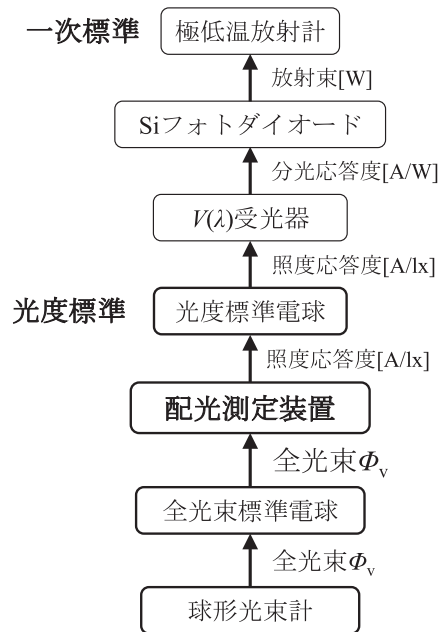 一次標準 極低温放射計
放射束[W]
Siフォトダイオード
分光応答度[A/W]
V(λ)受光器
照度応答度[A/lx]
光度標準 光度標準電球
照度応答度[A/lx]
配光測定装置
全光束Φv
全光束標準電球
全光束Φv
球形光束計